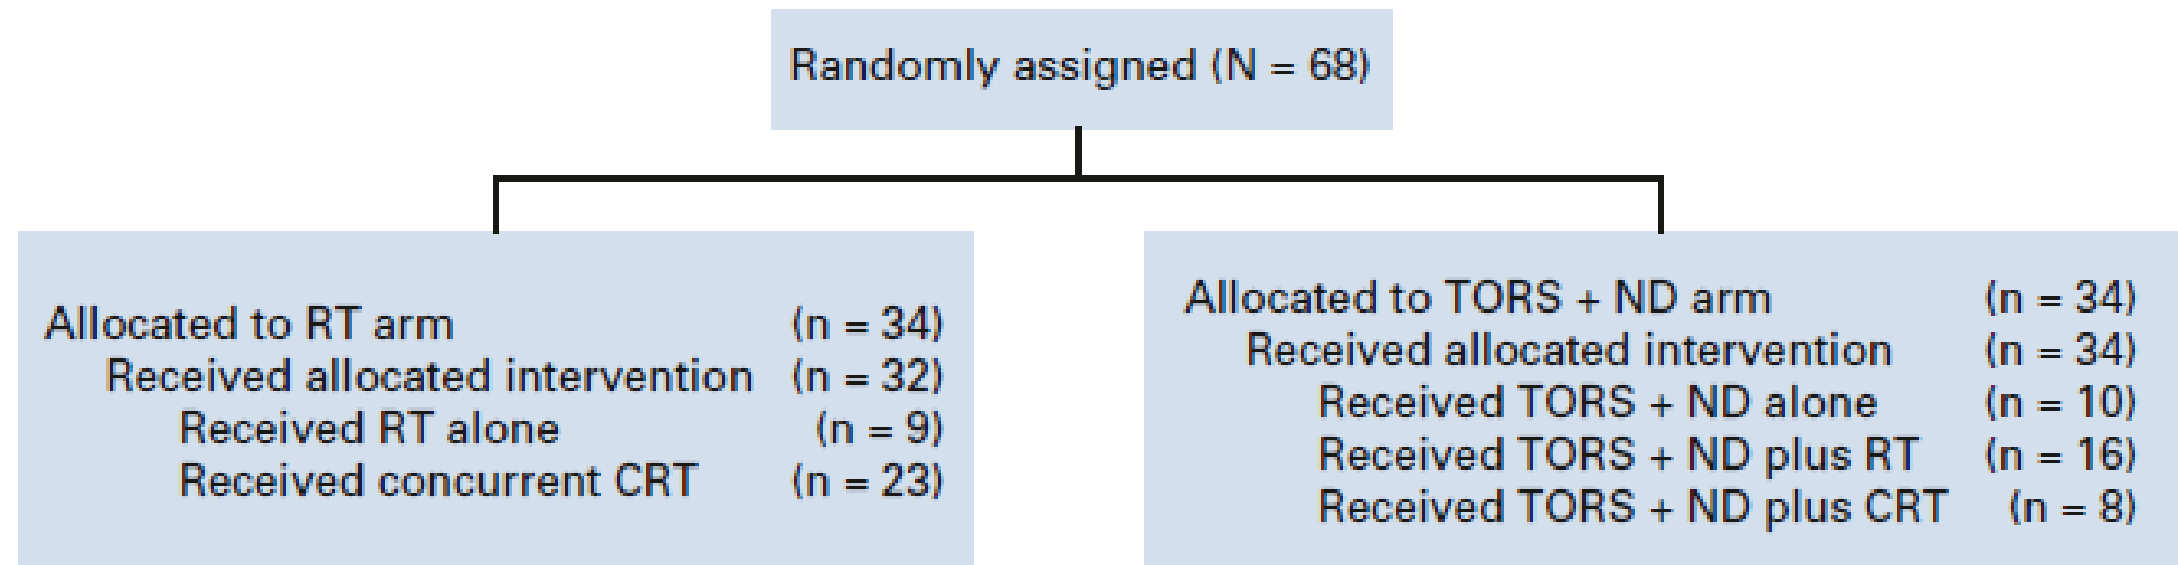 Randomly assigned (N = 68)
Allocated to RT arm (n = 34)
Received allocated intervention (n = 32)
Received RT alone (n = 9)
Received concurrent CRT (n = 23)
Allocated to TORS + ND arm (n = 34)
Received allocated intervention (n = 34)
Received TORS + ND alone (n = 10)
Received TORS + ND plus RT (n = 16)
Received TORS + ND plus CRT (n = 8)